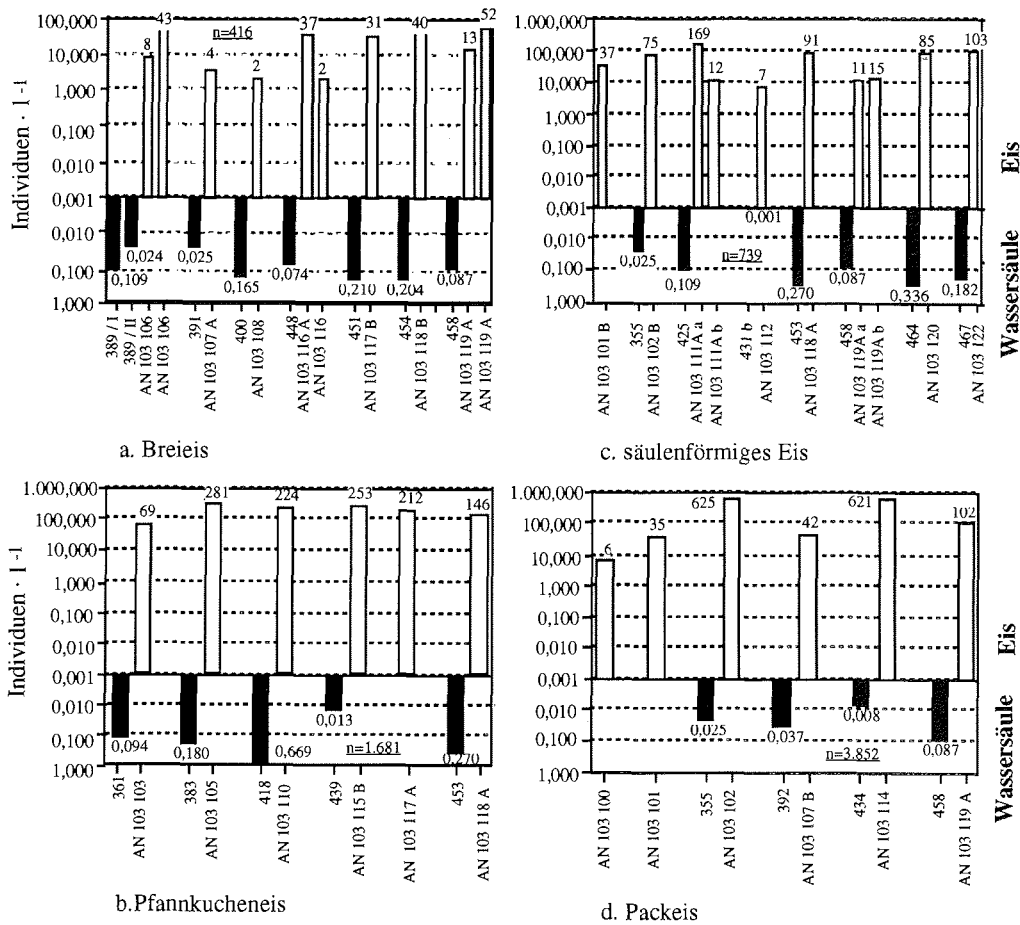 Individuen · l -1
100,000
10,000
1,000
0,100
0,010
0,001
0,010
0,100
1,000
n=416
8
43
4
2
37
2
31
40
13
52
0,109
0,024
0,025
0,165
0,074
0,210
0,204
0,087
389 / I
389 / II
AN 103 106
AN 103 106
391
AN 103 107 A
400
AN 103 108
448
AN 103 116 A
AN 103 116
451
AN 103 117 B
454
AN 103 118 B
458
AN 103 119 A
AN 103 119 A
a. Breieis
1.000,000
100,000
10,000
1,000
0,100
0,010
0,001
0,010
0,100
1.000
37
75
169
12
7
91
11
15
85
103
0,025
0,109
0,001
n=739
0,270
0,087
0,336
0,182
AN 103 101 B
355
AN 103 102 B
425
AN 103 111A a
AN 103 111A b
431 b
AN 103 112
453
AN 103 118 A
458
AN 103 119A a
AN 103 119A b
464
AN 103 120
467
AN 103 122
Eis
Wassersäule
c. säulenförmiges Eis
Individuen · l -1
1.000,000
100,000
10,000
1,000
0,100
0,010
0,001
0,010
0,100
1,000
69
281
224
253
212
146
0,094
0,180
0,669
0,013
n=1.681
0,270
361
AN 103 103
383
AN 103 105
418
AN 103 110
439
AN 103 115 B
AN 103 117 A
453
AN 103 118 A
b.Pfannkucheneis
1.000,000
100,000
10,000
1,000
0,100
0,010
0,001
0,010
0,100
1,000
6
35
625
42
621
102
0,025
0,037
0,008
n=3.852
0,087
AN 103 100
AN 103 101
355
AN 103 102
392
AN 103 107 B
434
AN 103 114
458
AN 103 119 A
Eis
Wassersäule
d. Packeis